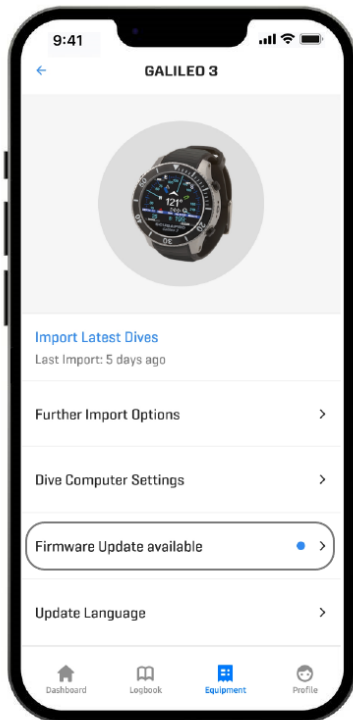 9:41
GALILEO 3
121°
Import Latest Dives
Last Import: 5 days ago
Further Import Options
Dive Computer Settings
Firmware Update available
Update Language
Dashboard Logbook Equipment Profile